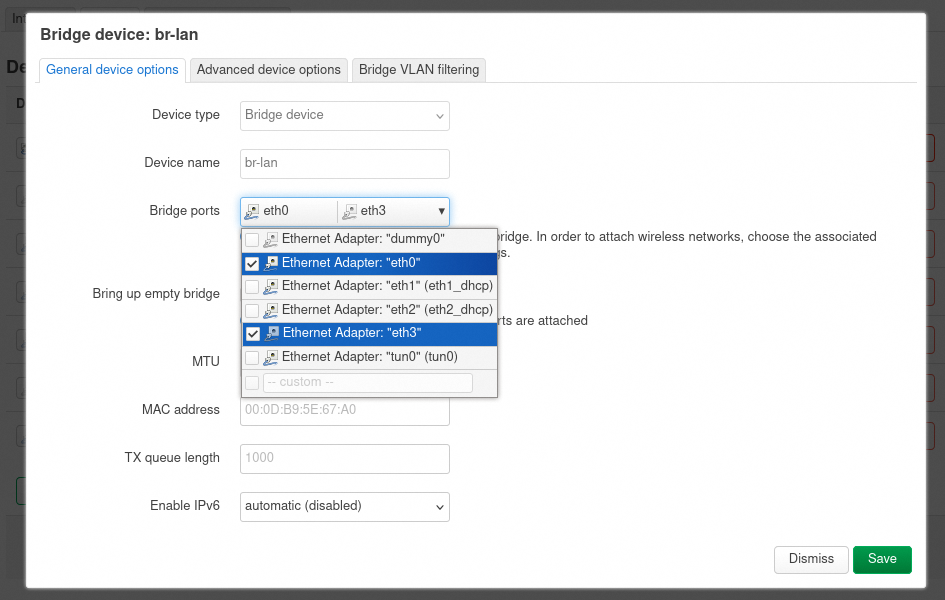 Int
Bridge device: br-lan
De
General device options Advanced device options Bridge VLAN filtering
D
Device type Bridge device
Device name br-lan
Bridge ports eth0 eth3
Ethernet Adapter: "dummy0"
bridge. In order to attach wireless networks, choose the associated
Ethernet Adapter: "eth0"
Ethernet Adapter: "eth1" (eth1_dhcp)
Bring up empty bridge
Ethernet Adapter: "eth2" (eth2_dhcp)
rts are attached
Ethernet Adapter: "eth3"
MTU
Ethernet Adapter: "tun0" (tun0)
-- custom --
MAC address 00:0D:B9:5E:67:A0
TX queue length 1000
Enable IPv6 automatic (disabled)
Dismiss Save